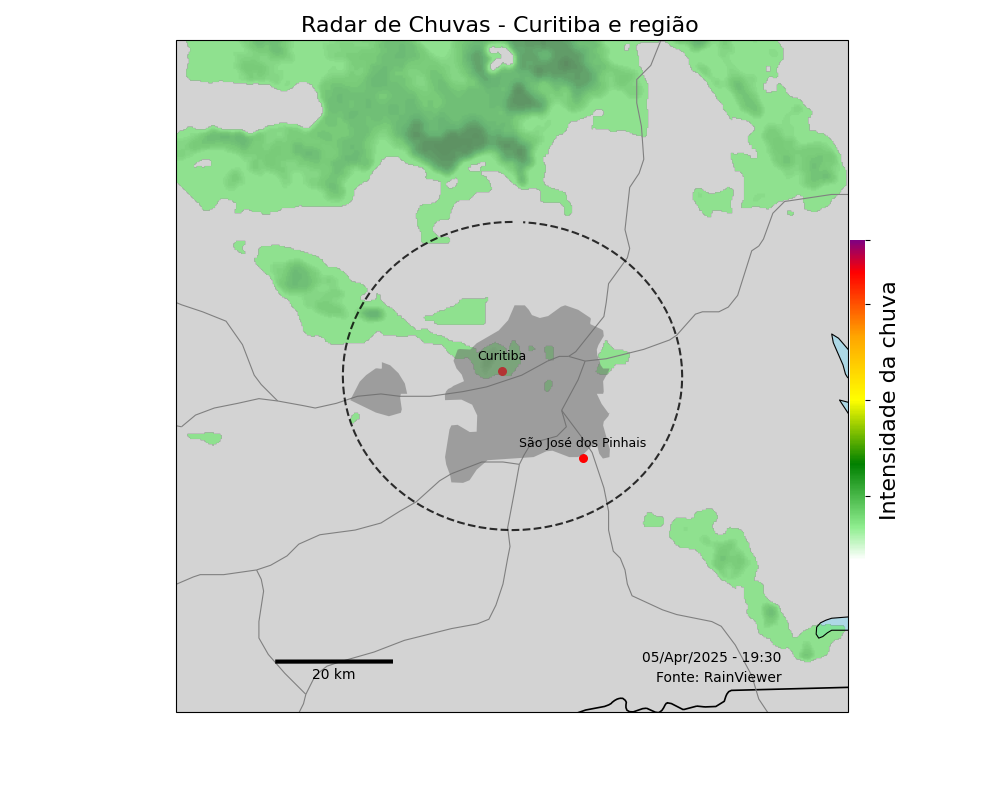 Radar de Chuvas - Curitiba e região
Curitiba
São José dos Pinhais
Intensidade da chuva
05/Apr/2025 - 19:30
Fonte: RainViewer
20 km